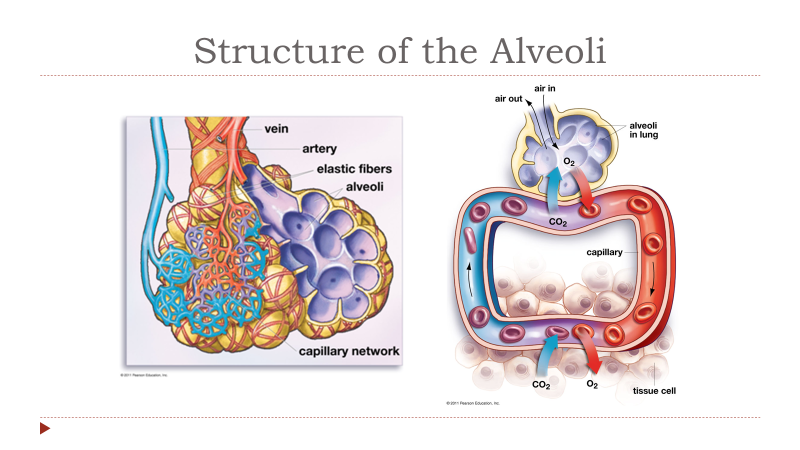 Structure of the Alveoli
vein
artery
elastic fibers
alveoli
capillary network
© 2011 Pearson Education, Inc.
air in
air out
alveoli
in lung
O2
CO2
capillary
CO2
O2
tissue cell
© 2011 Pearson Education, Inc.